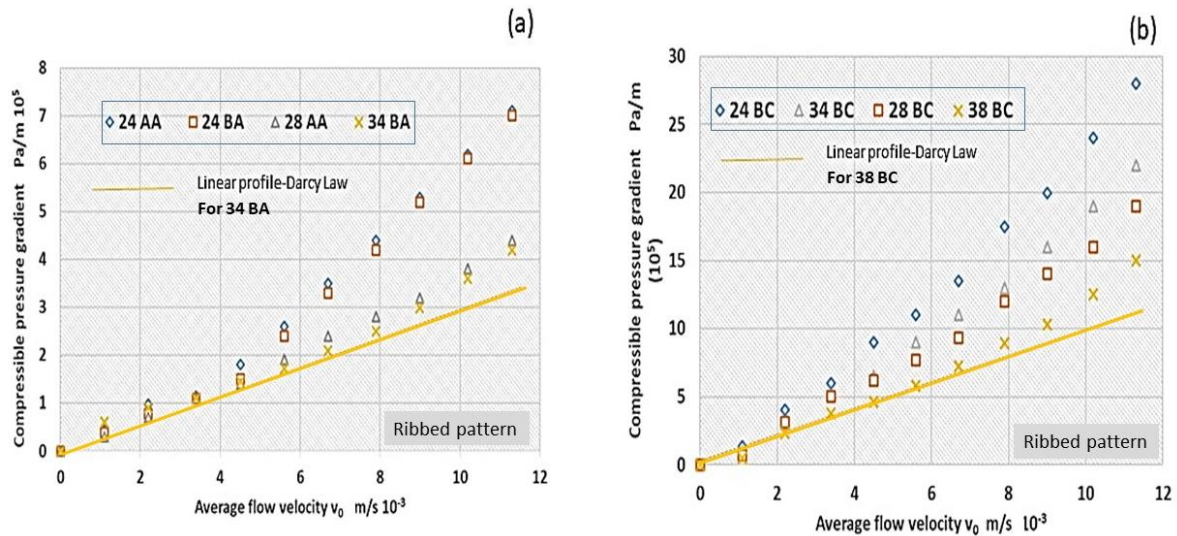 (a)
Compressible pressure gradient Pa/m 10⁵
8
7
6
5
4
3
2
1
0
24 AA 24 BA 28 AA 34 BA
Linear profile-Darcy Law
For 34 BA
Ribbed pattern
0 2 4 6 8 10 12
Average flow velocity v₀ m/s 10⁻³
(b)
Compressible pressure gradient Pa/m
(10⁵)
30
25
20
15
10
5
0
24 BC 34 BC 28 BC 38 BC
Linear profile-Darcy Law
For 38 BC
Ribbed pattern
0 2 4 6 8 10 12
Average flow velocity v₀ m/s 10⁻³